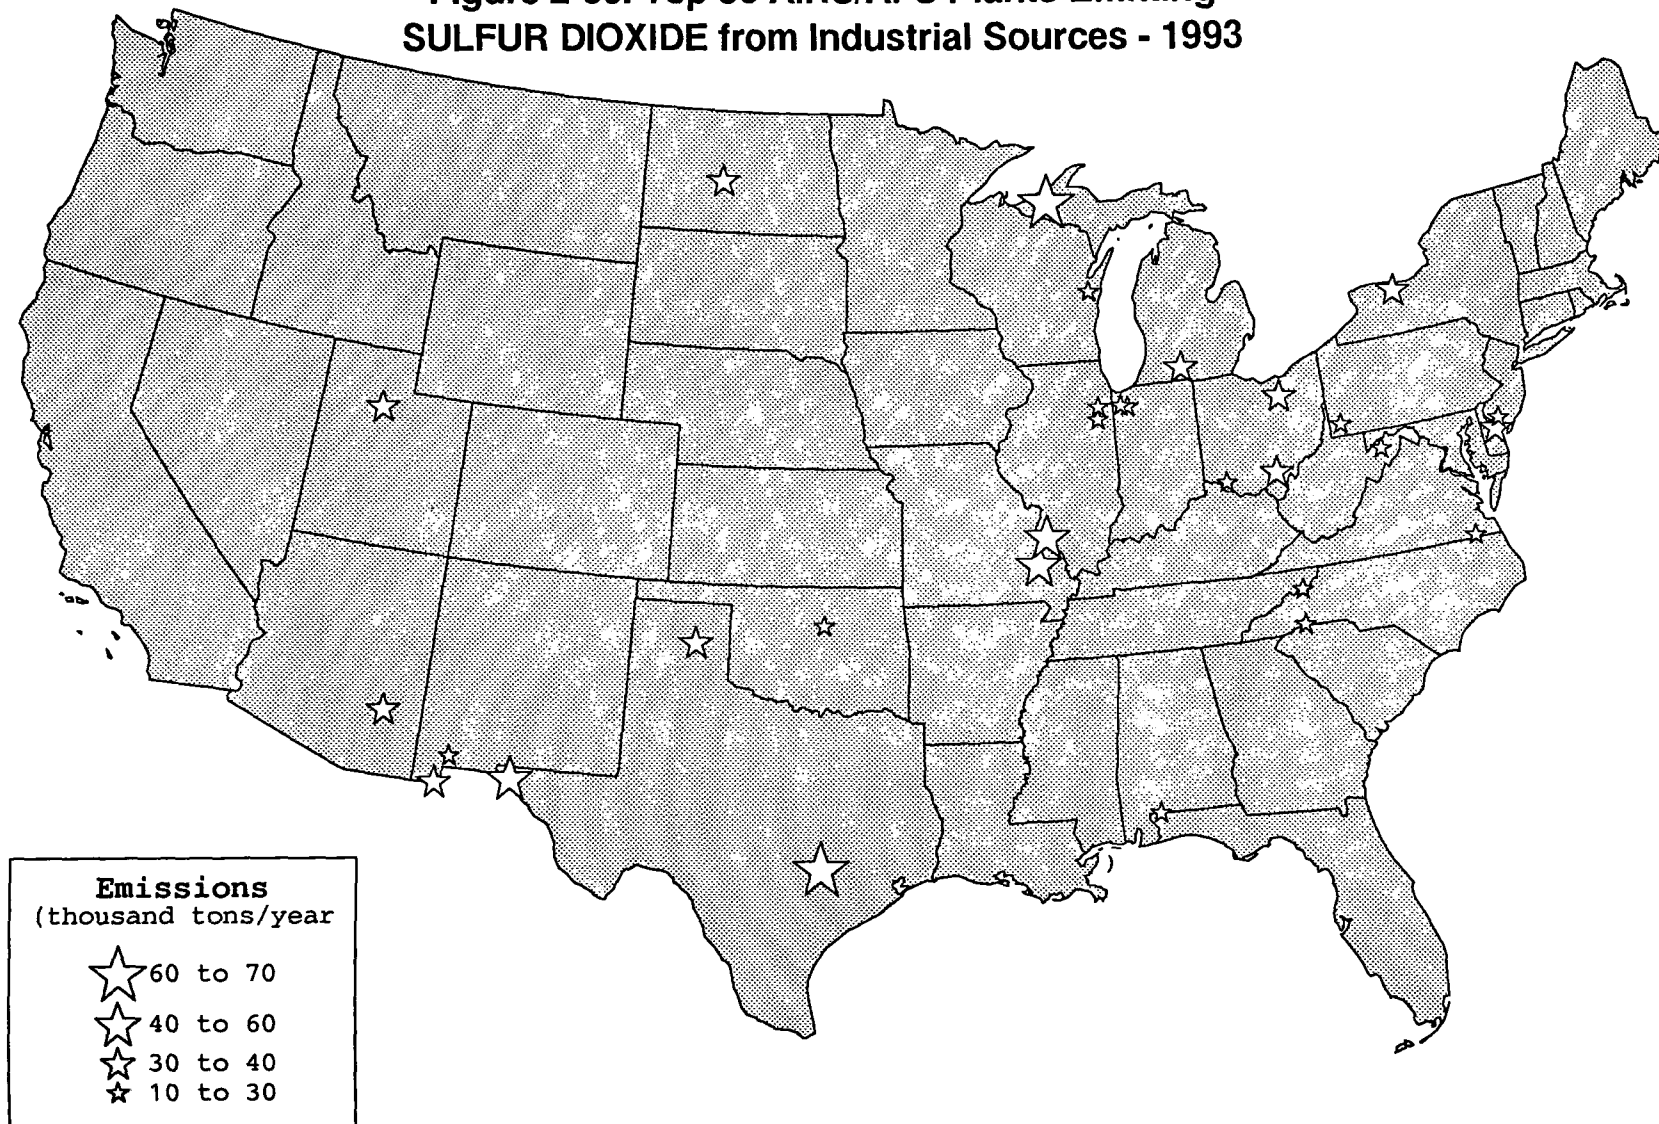 SULFUR DIOXIDE from Industrial Sources - 1993
Emissions
(thousand tons/year
60 to 70
40 to 60
30 to 40
10 to 30